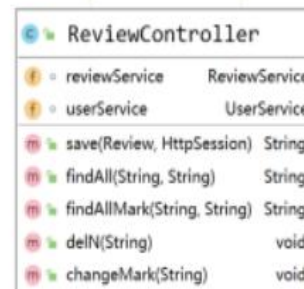 ReviewController
reviewService ReviewService
userService UserService
save(Review, HttpSession) String
findAll(String, String) String
findAllMark(String, String) String
delN(String) void
changeMark(String) void